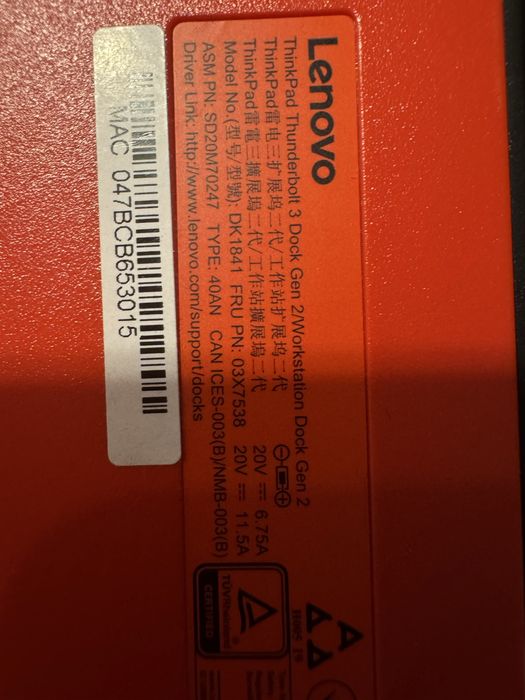 Lenovo
ThinkPad Thunderbolt 3 Dock Gen 2/Workstation Dock Gen 2
ThinkPad雷电三扩展坞二代/工作站扩展坞二代
ThinkPad雷電三擴展塢二代/工作站擴展塢二代
20V ⎓ 6.75A
Model No.(型号/型號): DK1841 FRU PN: 03X7538
20V ⎓ 11.5A
ASM PN: SD20M70247 TYPE: 40AN CAN ICES-003(B)/NMB-003(B)
Driver Link: http://www.lenovo.com/support/docks
MAC 047BCB653015
TÜVRheinland
CERTIFIED